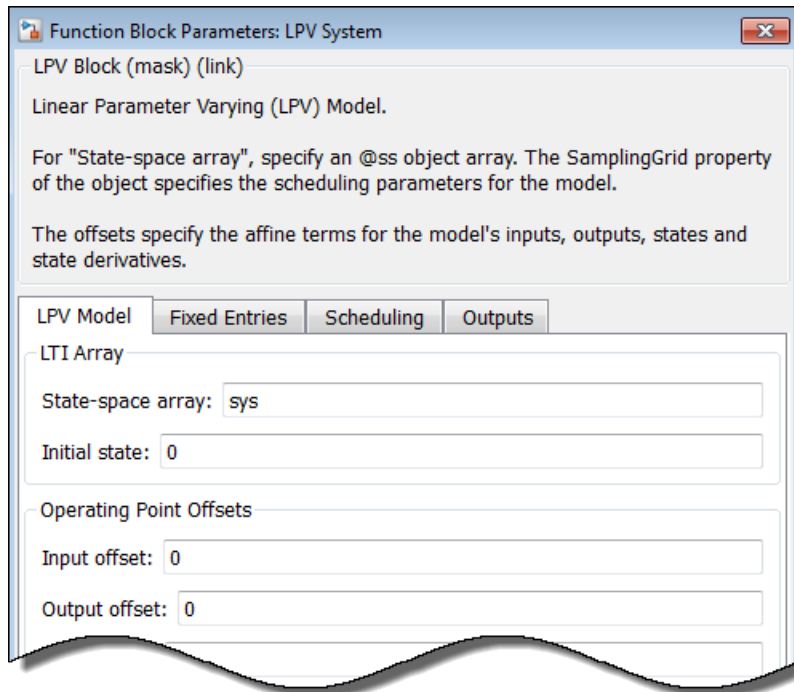 Function Block Parameters: LPV System
LPV Block (mask) (link)
Linear Parameter Varying (LPV) Model.
For "State-space array", specify an @ss object array. The SamplingGrid property
of the object specifies the scheduling parameters for the model.
The offsets specify the affine terms for the model's inputs, outputs, states and
state derivatives.
LPV Model Fixed Entries Scheduling Outputs
LTI Array
State-space array: sys
Initial state: 0
Operating Point Offsets
Input offset: 0
Output offset: 0